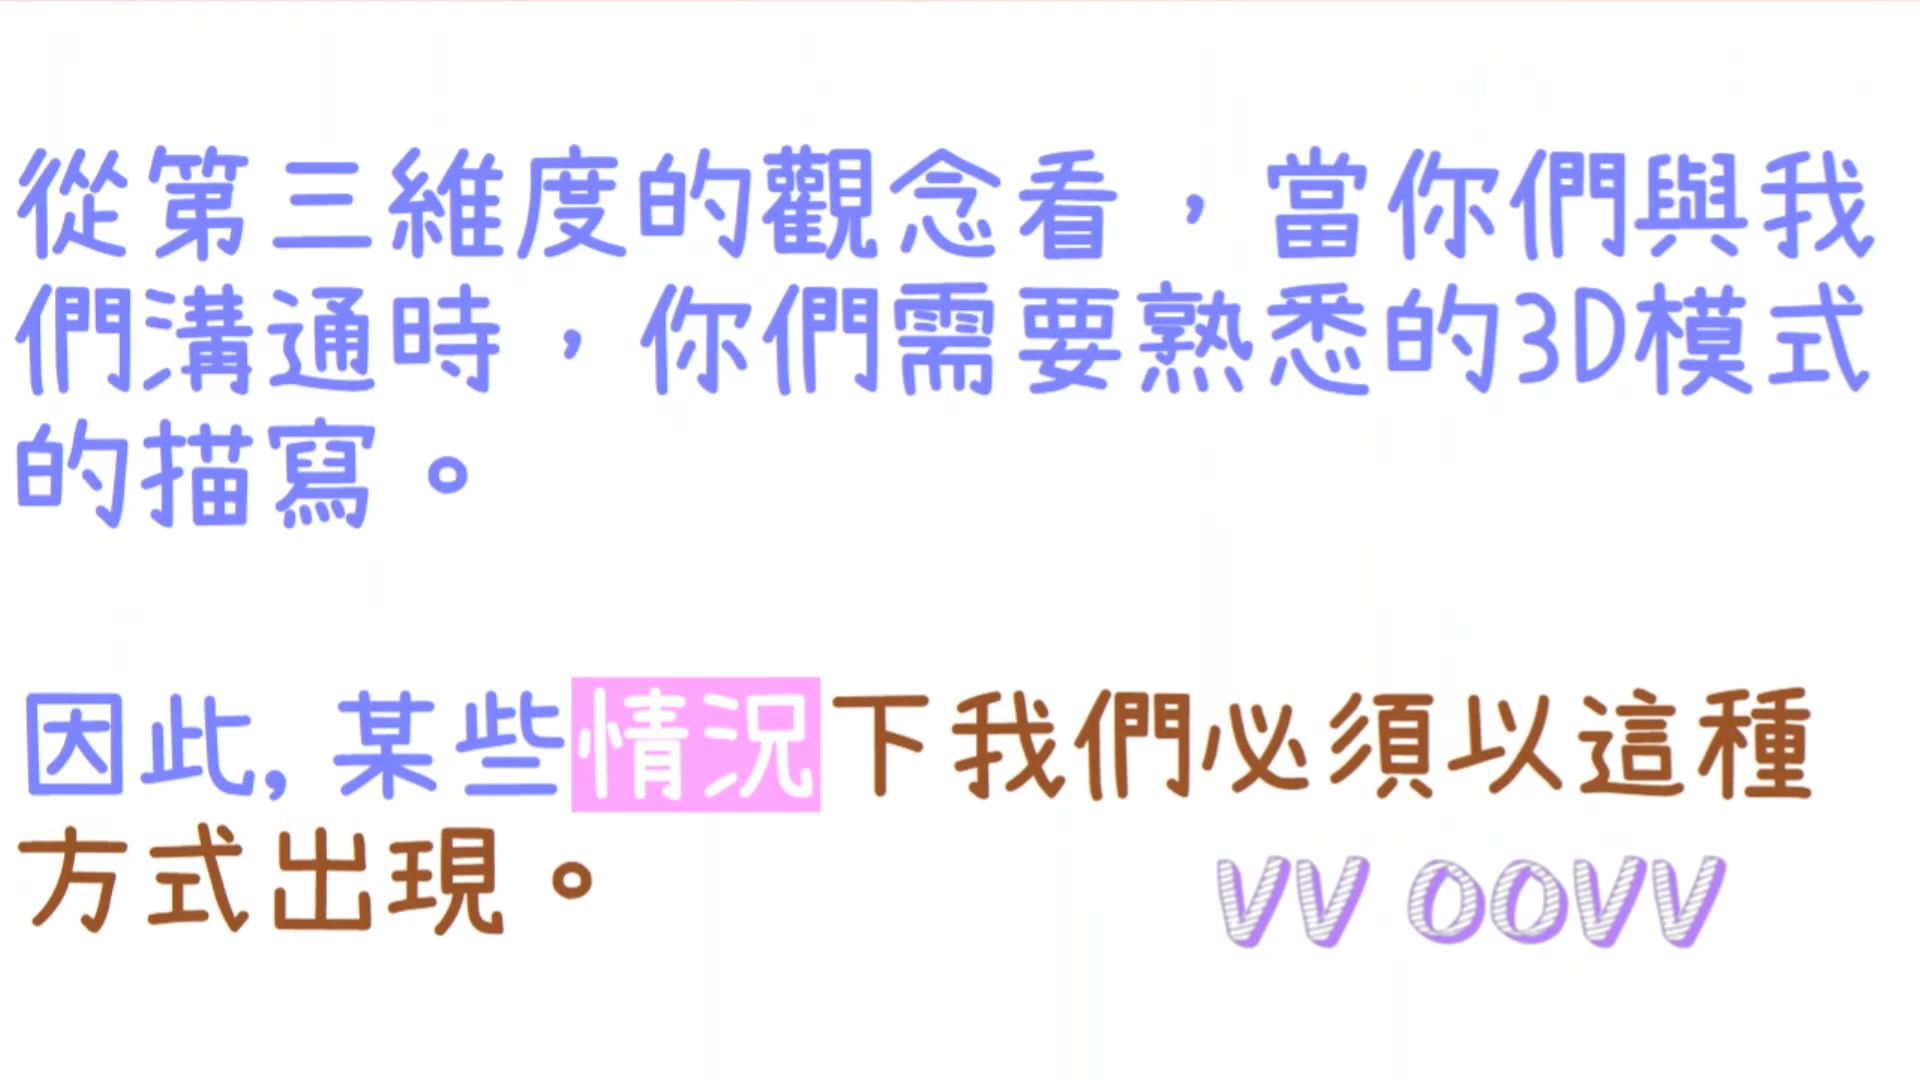 從第三維度的觀念看，當你們與我
們溝通時，你們需要熟悉的3D模式
的描寫。
因此, 某些情況下我們必須以這種
方式出現。
VV OOVV